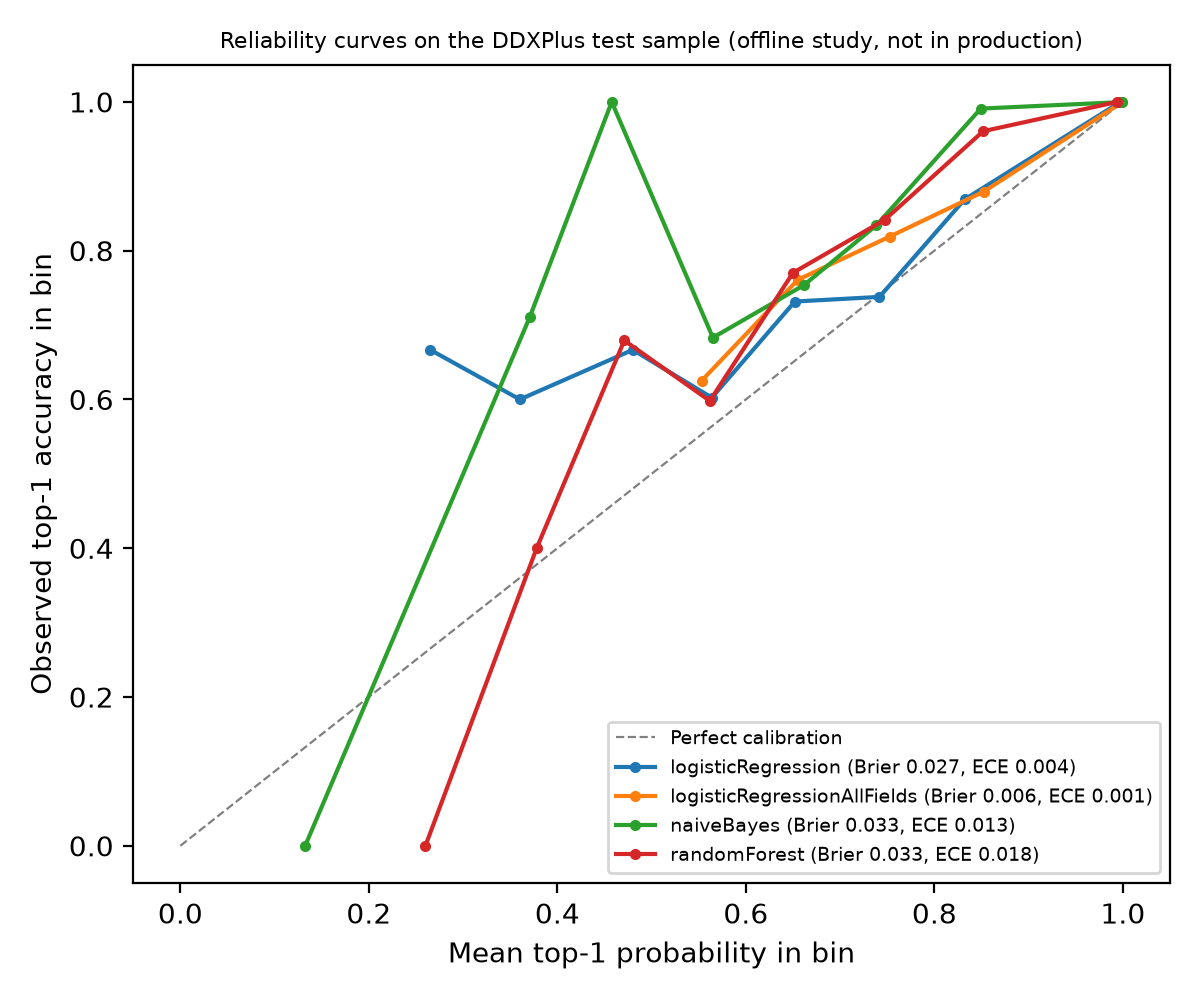 Reliability curves on the DDXPlus test sample (offline study, not in production)
1.0
0.8
0.6
0.4
0.2
0.0
Observed top-1 accuracy in bin
Perfect calibration
logisticRegression (Brier 0.027, ECE 0.004)
logisticRegressionAllFields (Brier 0.006, ECE 0.001)
naiveBayes (Brier 0.033, ECE 0.013)
randomForest (Brier 0.033, ECE 0.018)
0.0 0.2 0.4 0.6 0.8 1.0
Mean top-1 probability in bin